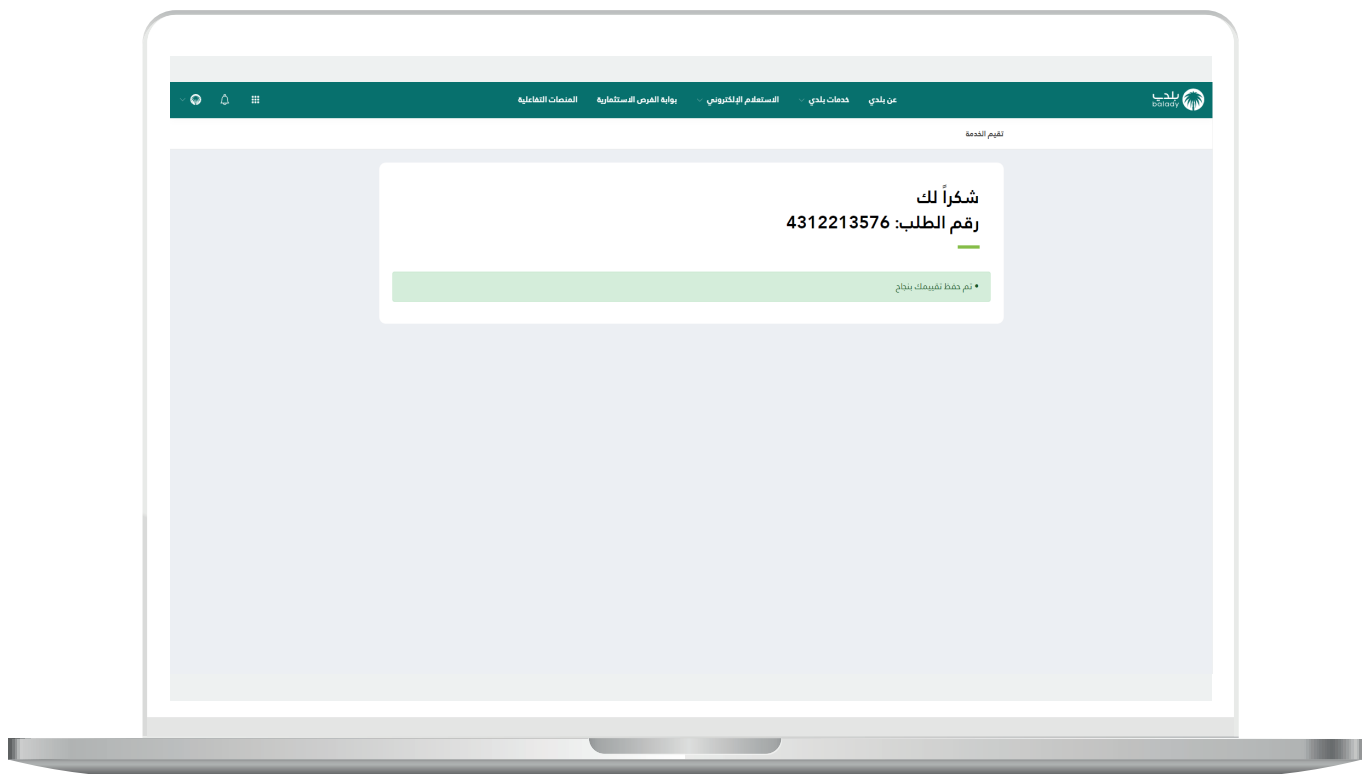 بلدي
balady
عن بلدي
خدمات بلدي
الاستعلام الإلكتروني
بوابة الفرص الاستثمارية
المنصات التفاعلية
تقيم الخدمة
شكراً لك
رقم الطلب: 4312213576
• تم حفظ تقييمك بنجاح